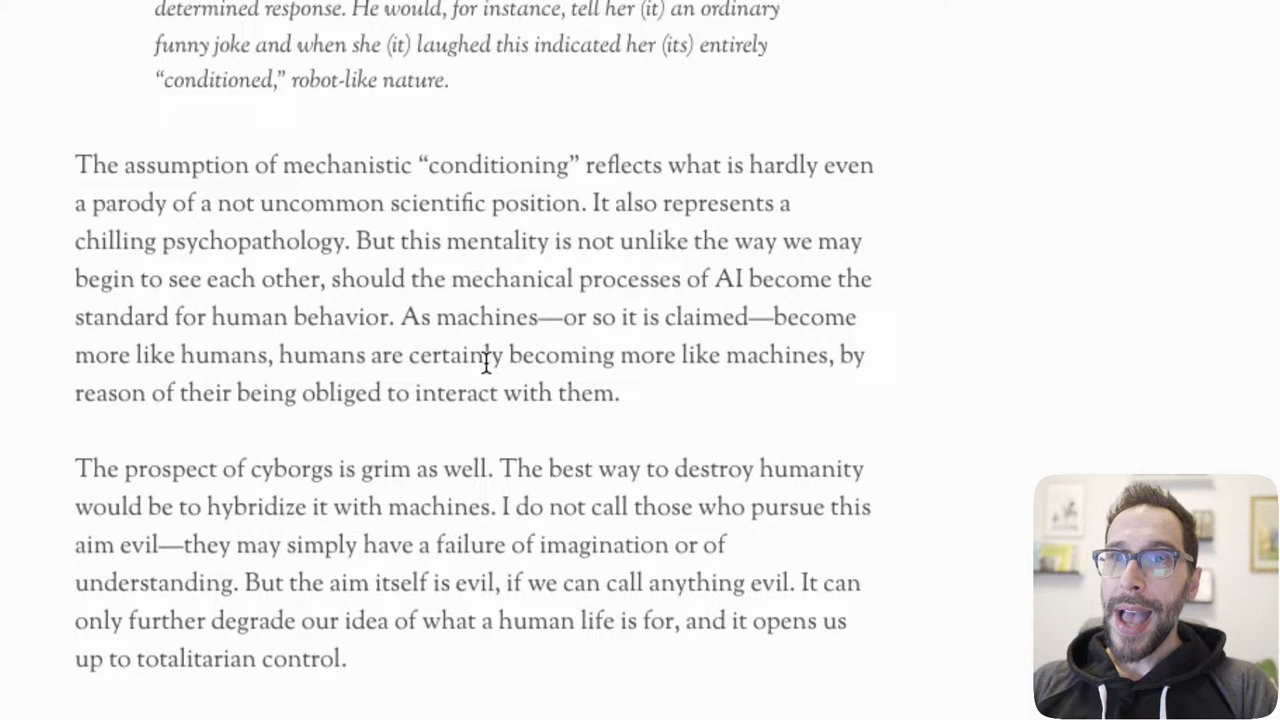 determined response. He would, for instance, tell her (it) an ordinary
funny joke and when she (it) laughed this indicated her (its) entirely
“conditioned,” robot-like nature.
The assumption of mechanistic “conditioning” reflects what is hardly even
a parody of a not uncommon scientific position. It also represents a
chilling psychopathology. But this mentality is not unlike the way we may
begin to see each other, should the mechanical processes of AI become the
standard for human behavior. As machines—or so it is claimed—become
more like humans, humans are certainly becoming more like machines, by
reason of their being obliged to interact with them.
The prospect of cyborgs is grim as well. The best way to destroy humanity
would be to hybridize it with machines. I do not call those who pursue this
aim evil—they may simply have a failure of imagination or of
understanding. But the aim itself is evil, if we can call anything evil. It can
only further degrade our idea of what a human life is for, and it opens us
up to totalitarian control.